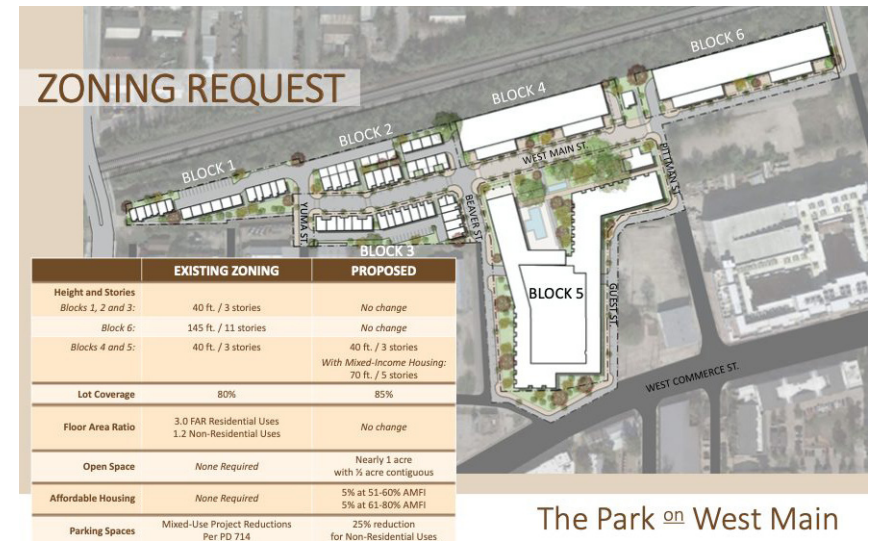 ZONING REQUEST
BLOCK 1
BLOCK 2
BLOCK 4
BLOCK 6
YUMA ST.
BEAVER ST.
WEST MAIN ST.
PITTMAN ST.
BLOCK 3
BLOCK 5
GUEST ST.
WEST COMMERCE ST.
EXISTING ZONING PROPOSED
Height and Stories
Blocks 1, 2 and 3: 40 ft. / 3 stories No change
Block 6: 145 ft. / 11 stories No change
Blocks 4 and 5: 40 ft. / 3 stories 40 ft. / 3 stories
With Mixed-Income Housing:
70 ft. / 5 stories
Lot Coverage 80% 85%
Floor Area Ratio 3.0 FAR Residential Uses No change
1.2 Non-Residential Uses
Open Space None Required Nearly 1 acre
with ½ acre contiguous
Affordable Housing None Required 5% at 51-60% AMFI
5% at 61-80% AMFI
Parking Spaces Mixed-Use Project Reductions 25% reduction
Per PD 714 for Non-Residential Uses
The Park on West Main